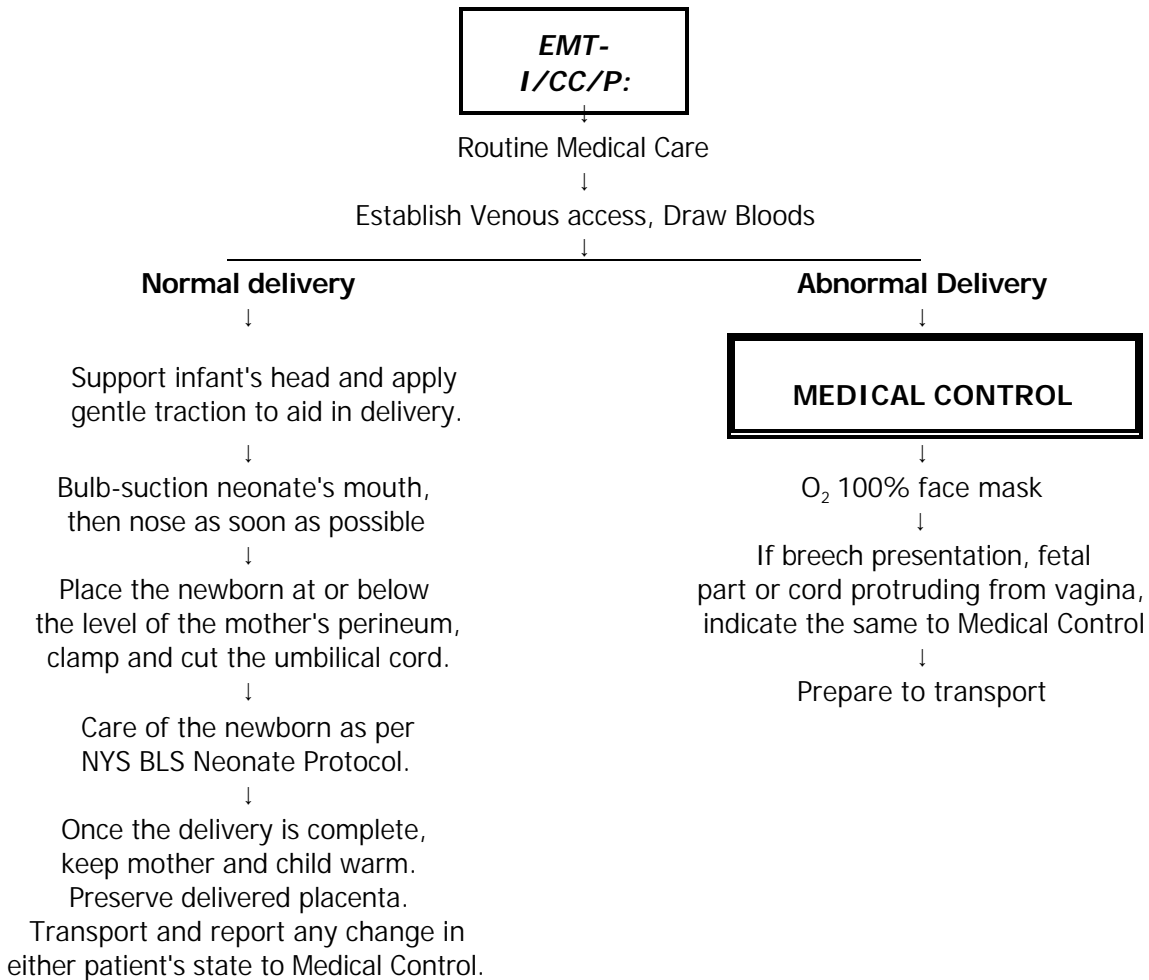 EMT-
I/CC/P:
↓
Routine Medical Care
↓
Establish Venous access, Draw Bloods
↓
Normal delivery
↓
Support infant's head and apply
gentle traction to aid in delivery.
↓
Bulb-suction neonate's mouth,
then nose as soon as possible
↓
Place the newborn at or below
the level of the mother's perineum,
clamp and cut the umbilical cord.
↓
Care of the newborn as per
NYS BLS Neonate Protocol.
↓
Once the delivery is complete,
keep mother and child warm.
Preserve delivered placenta.
Transport and report any change in
either patient's state to Medical Control.
Abnormal Delivery
↓
MEDICAL CONTROL
↓
O₂ 100% face mask
↓
If breech presentation, fetal
part or cord protruding from vagina,
indicate the same to Medical Control
↓
Prepare to transport